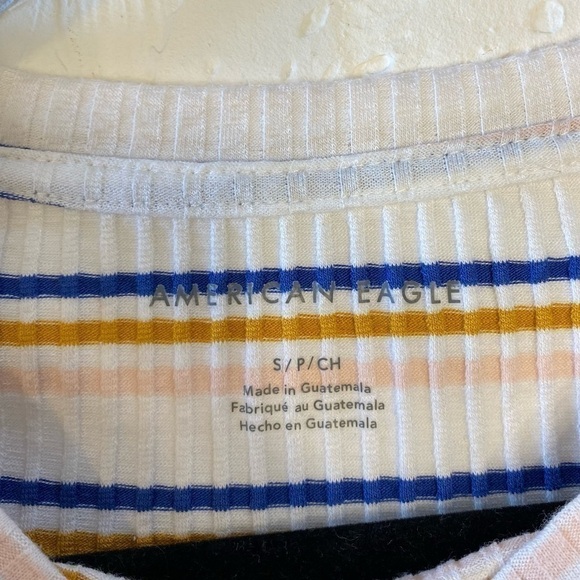 AMERICAN EAGLE
S/P/CH
Made in Guatemala
Fabriqué au Guatemala
Hecho en Guatemala